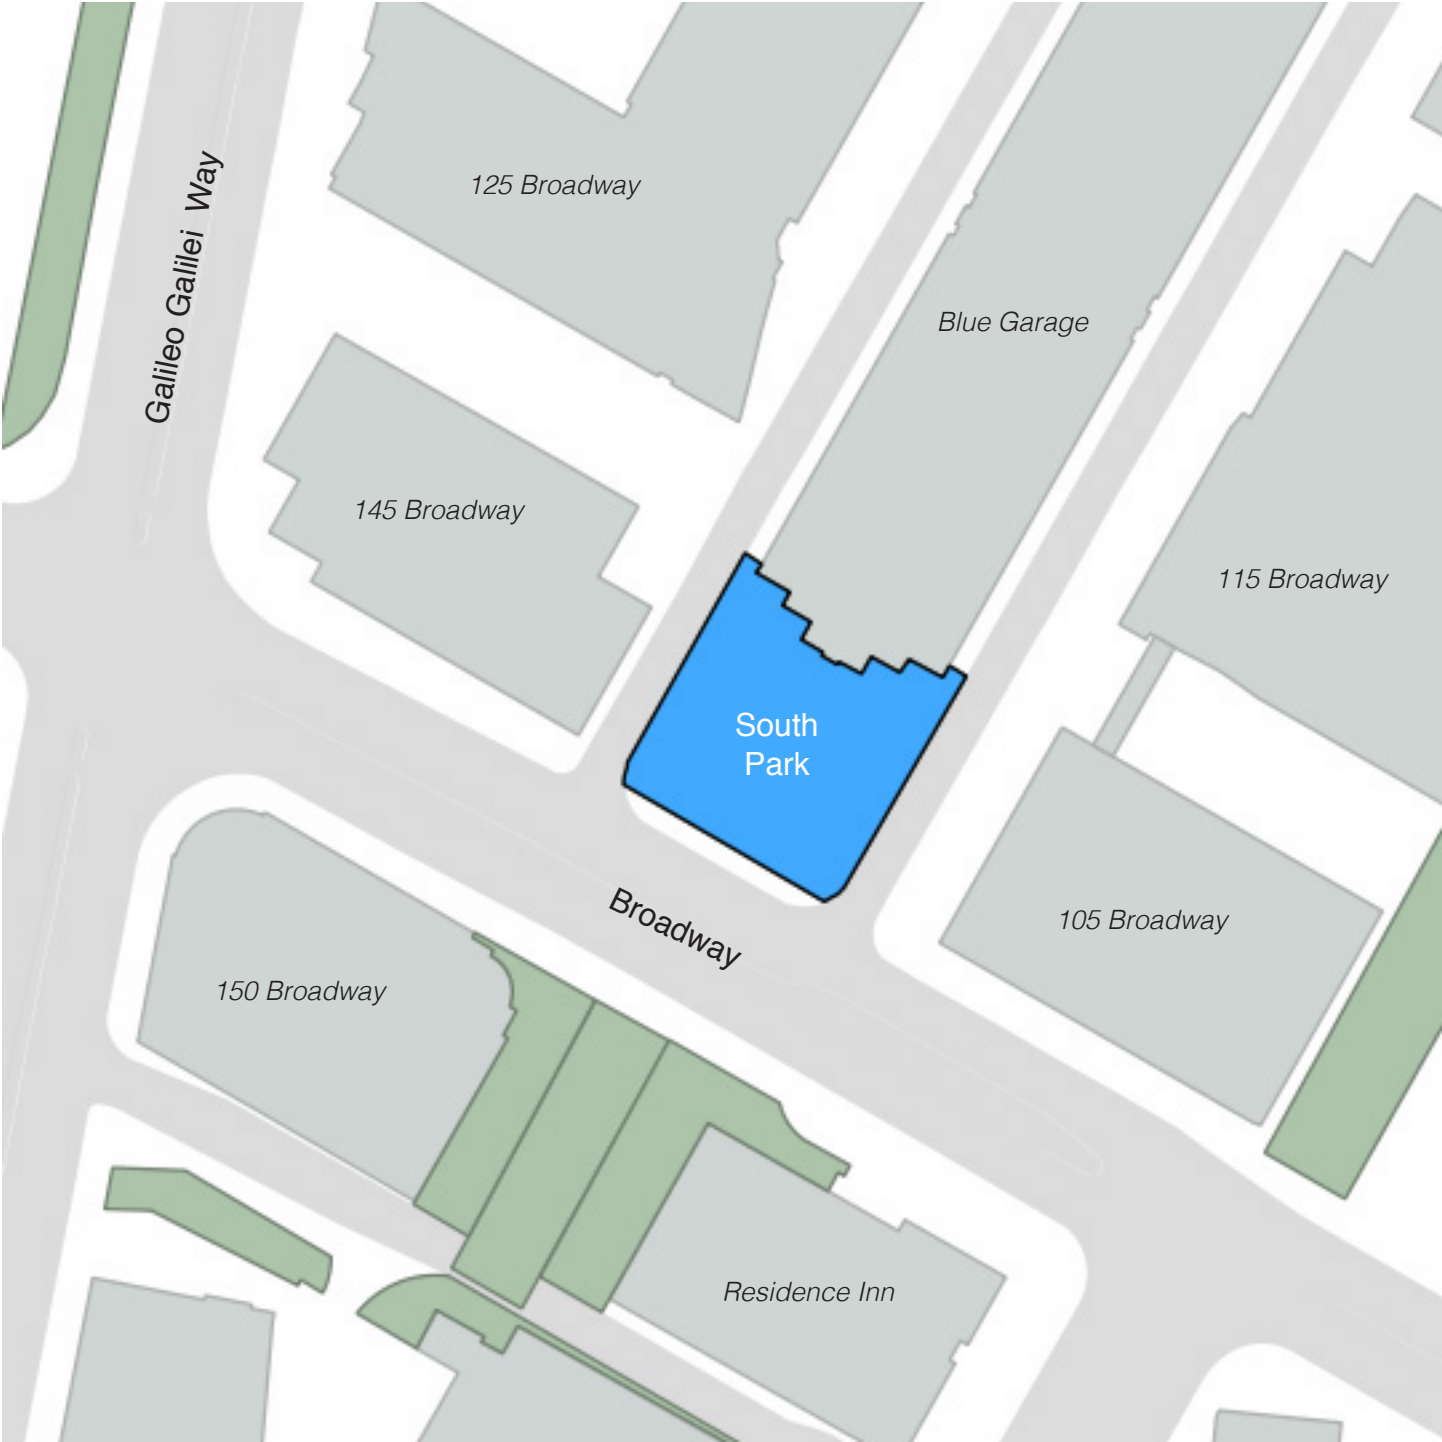 125 Broadway
Galileo Galilei Way
Blue Garage
145 Broadway
115 Broadway
South
Park
Broadway
105 Broadway
150 Broadway
Residence Inn